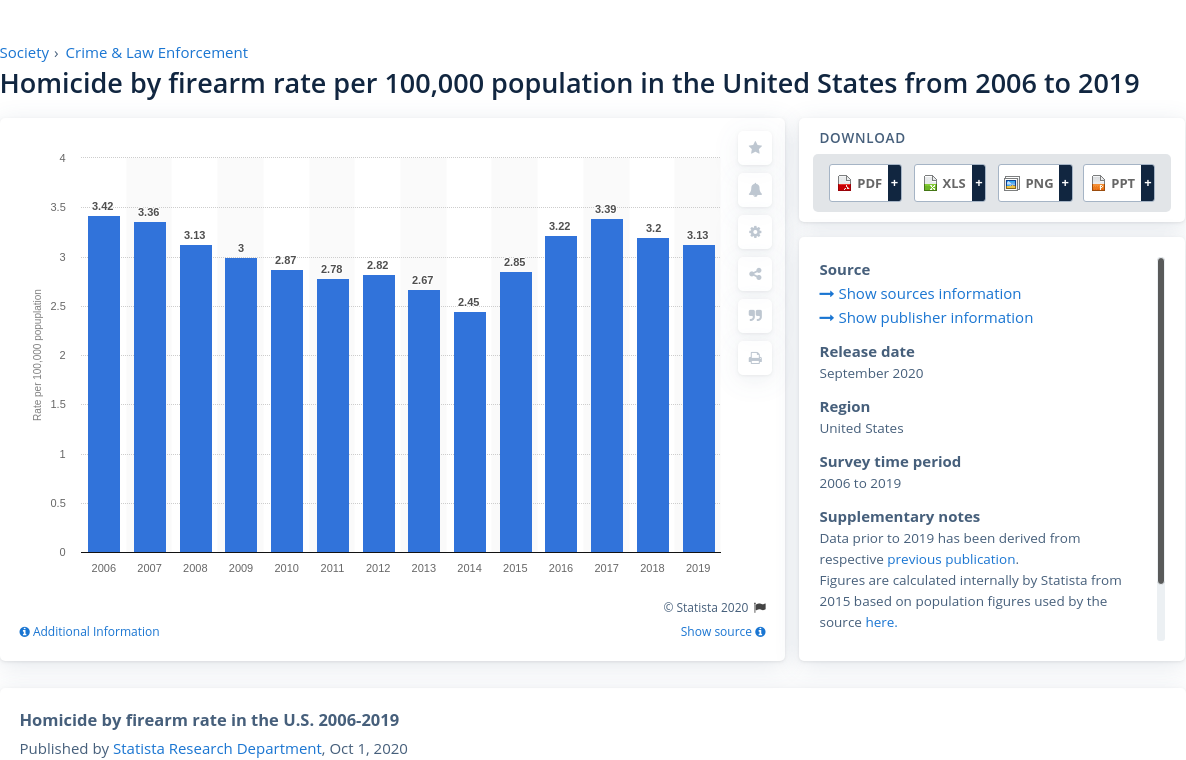 Society › Crime & Law Enforcement
Homicide by firearm rate per 100,000 population in the United States from 2006 to 2019
Rate per 100,000 popuplation
4
3.5
3
2.5
2
1.5
1
0.5
0
3.42
3.36
3.13
3
2.87
2.78
2.82
2.67
2.45
2.85
3.22
3.39
3.2
3.13
2006 2007 2008 2009 2010 2011 2012 2013 2014 2015 2016 2017 2018 2019
© Statista 2020
Additional Information
Show source
DOWNLOAD
PDF + XLS + PNG + PPT +
Source
Show sources information
Show publisher information
Release date
September 2020
Region
United States
Survey time period
2006 to 2019
Supplementary notes
Data prior to 2019 has been derived from
respective previous publication.
Figures are calculated internally by Statista from
2015 based on population figures used by the
source here.
Homicide by firearm rate in the U.S. 2006-2019
Published by Statista Research Department, Oct 1, 2020